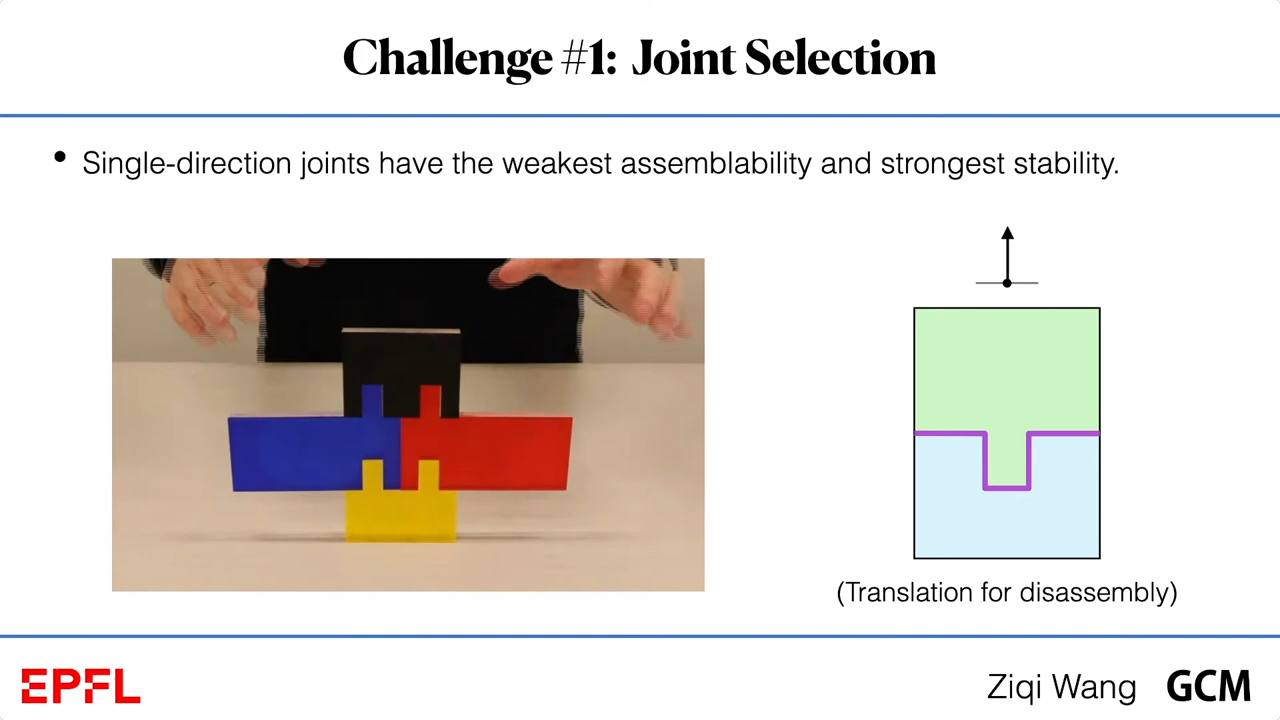 Challenge #1: Joint Selection
• Single-direction joints have the weakest assemblability and strongest stability.
(Translation for disassembly)
EPFL
Ziqi Wang GCM